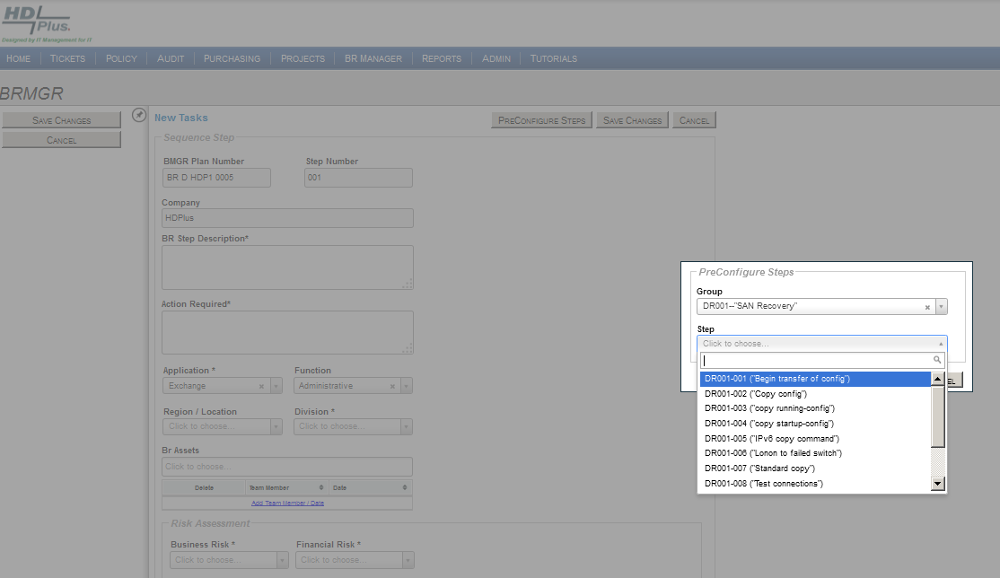 HD
Plus.
Designed by IT Management for IT
HOME TICKETS POLICY AUDIT PURCHASING PROJECTS BR MANAGER REPORTS ADMIN TUTORIALS
BRMGR
SAVE CHANGES
CANCEL
New Tasks
PRECONFIGURE STEPS SAVE CHANGES CANCEL
Sequence Step
BMGR Plan Number Step Number
BR D HDP1 0005 001
Company
HDPlus
BR Step Description*
Action Required*
Application * Function
Exchange × Administrative ×
Region / Location Division *
Click to choose... Click to choose...
Br Assets
Click to choose...
Delete Team Member Date
Add Team Member / Date
Risk Assessment
Business Risk * Financial Risk *
Click to choose... Click to choose...
PreConfigure Steps
Group
DR001--"SAN Recovery" ×
Step
Click to choose...
DR001-001 ("Begin transfer of config")
DR001-002 ("Copy config")
DR001-003 ("copy running-config")
DR001-004 ("copy startup-config")
DR001-005 ("IPv6 copy command")
DR001-006 ("Lonon to failed switch")
DR001-007 ("Standard copy")
DR001-008 ("Test connections")
EL